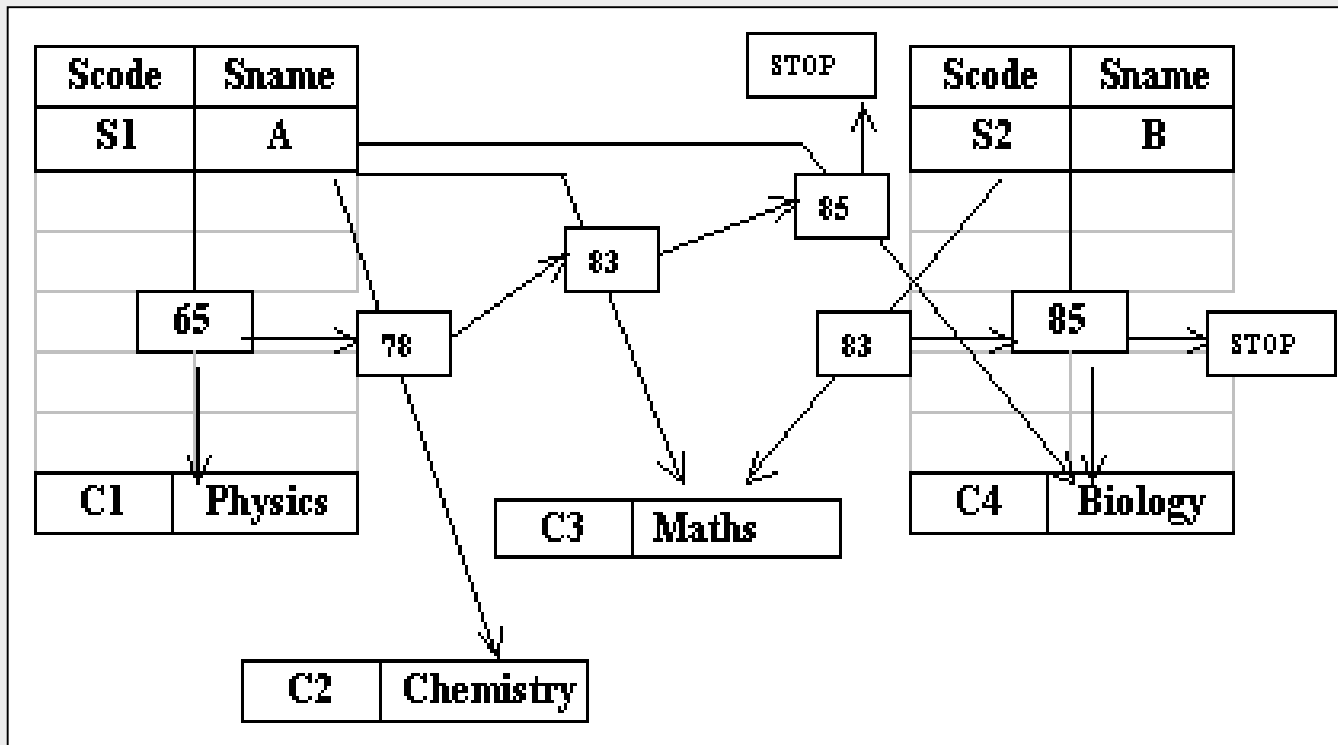 Scode Sname
S1 A
STOP
Scode Sname
S2 B
85
83
65
78
83
85
STOP
C1 Physics
C3 Maths
C4 Biology
C2 Chemistry